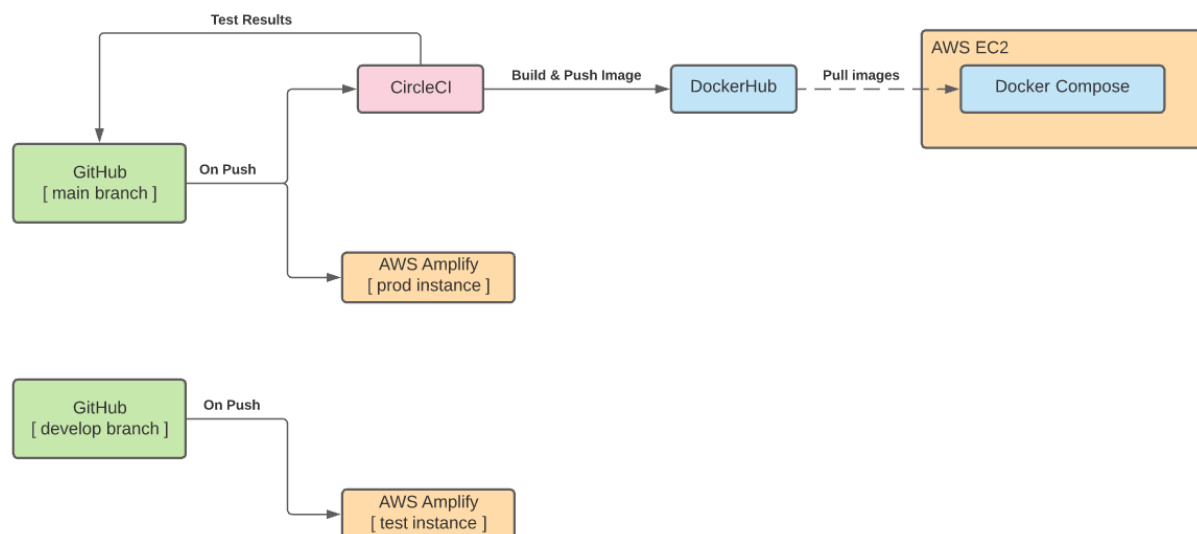 Test Results
AWS EC2
CircleCI
Build & Push Image
DockerHub
Pull images
Docker Compose
GitHub
[ main branch ]
On Push
AWS Amplify
[ prod instance ]
GitHub
[ develop branch ]
On Push
AWS Amplify
[ test instance ]